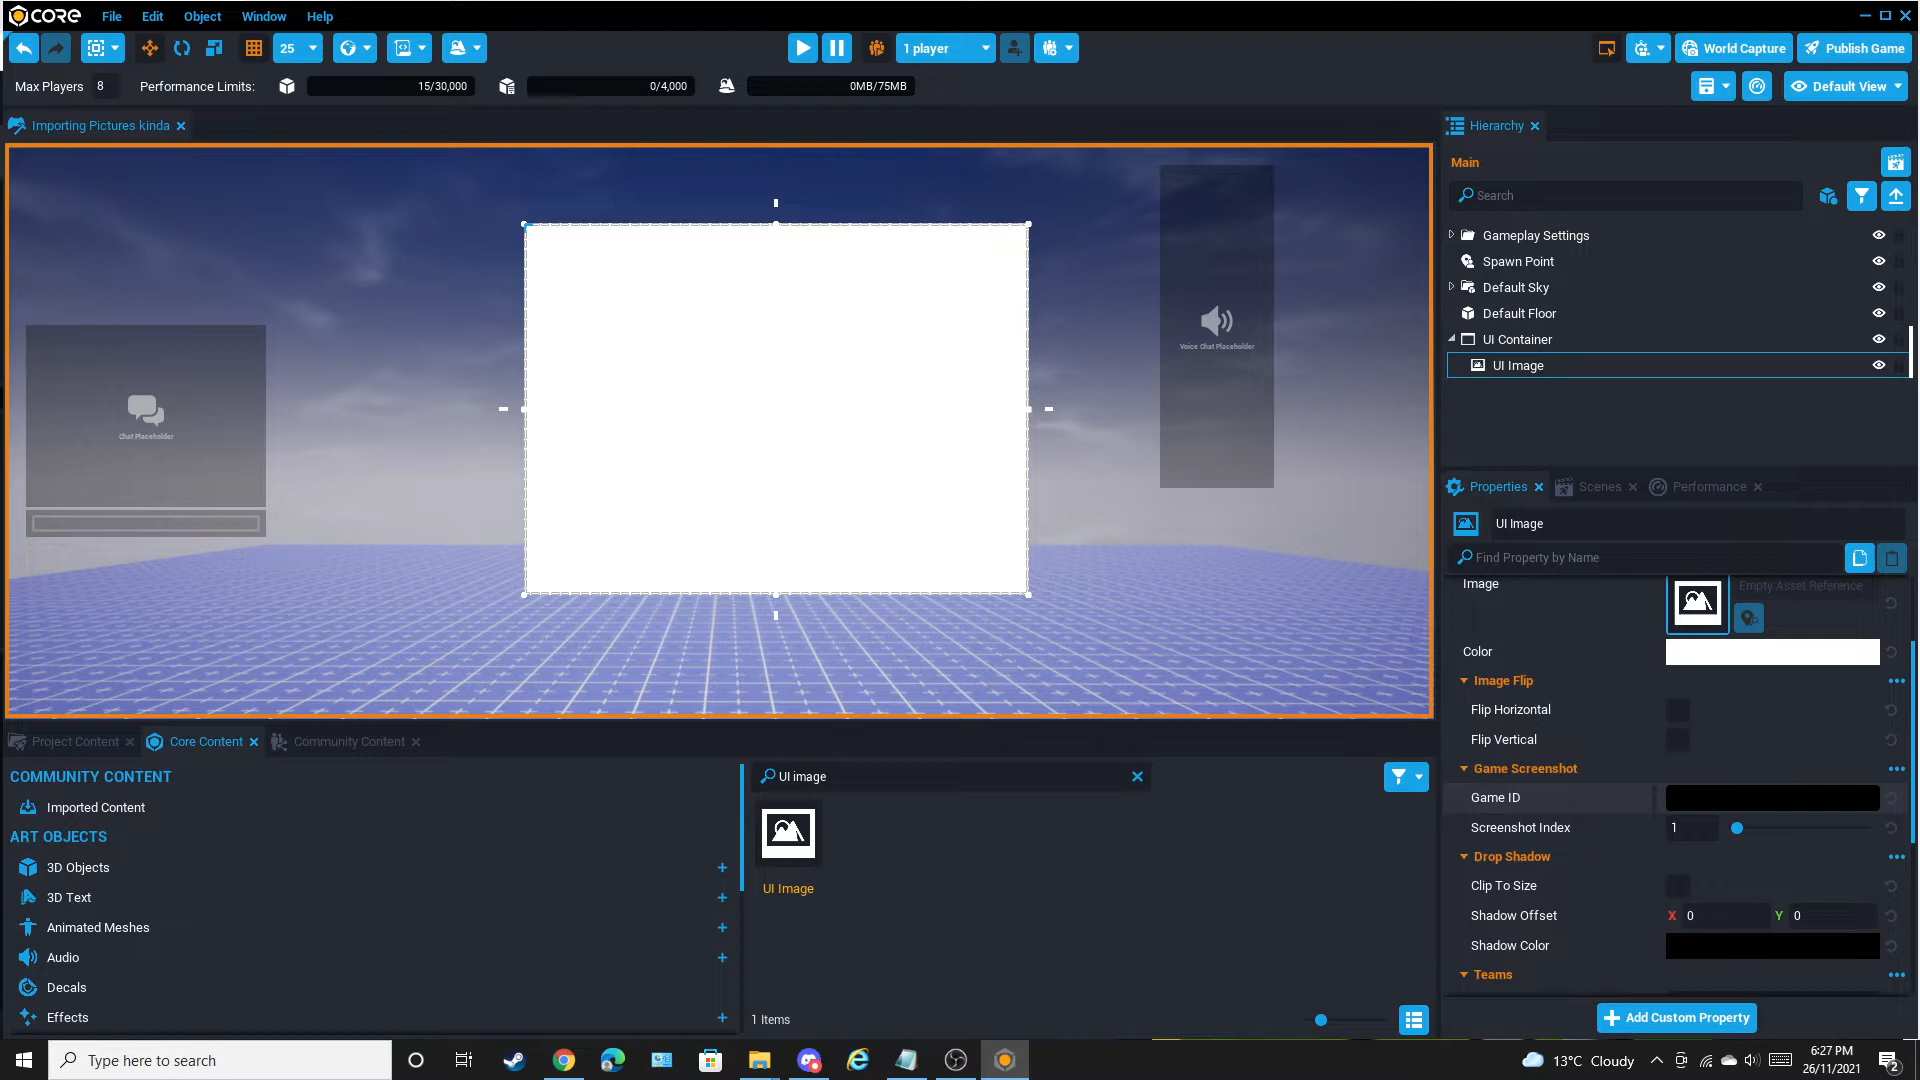 CORE
File Edit Object Window Help
25
1 player
World Capture
Publish Game
Max Players 8 Performance Limits: 15/30,000 0/4,000 0MB/75MB
Default View
Importing Pictures kinda
Chat Placeholder
Voice Chat Placeholder
Hierarchy
Main
Search
Gameplay Settings
Spawn Point
Default Sky
Default Floor
UI Container
UI Image
Properties Scenes Performance
UI Image
Find Property by Name
Image Empty Asset Reference
Color
Image Flip
Flip Horizontal
Flip Vertical
Game Screenshot
Game ID
Screenshot Index 1
Drop Shadow
Clip To Size
Shadow Offset X 0 Y 0
Shadow Color
Teams
Add Custom Property
Project Content Core Content Community Content
COMMUNITY CONTENT
Imported Content
ART OBJECTS
3D Objects
3D Text
Animated Meshes
Audio
Decals
Effects
UI image
UI Image
1 Items
Type here to search
13°C Cloudy
6:27 PM
26/11/2021
2